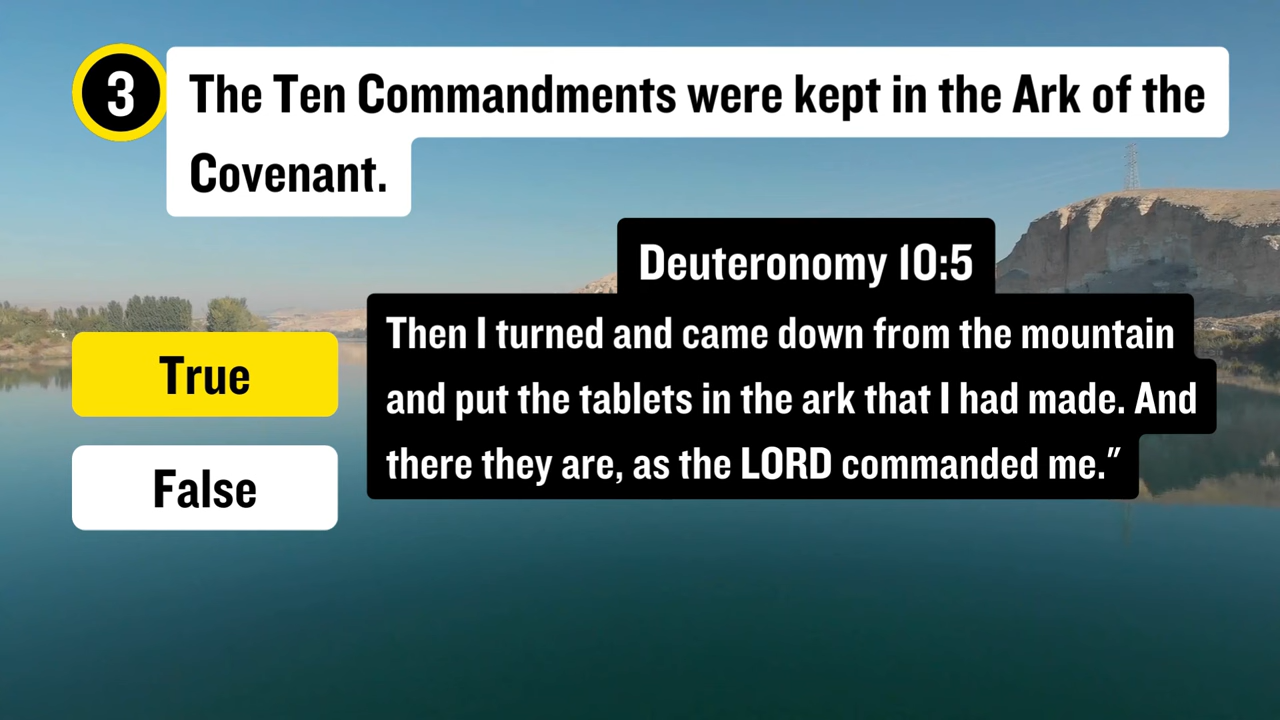 3
The Ten Commandments were kept in the Ark of the
Covenant.
Deuteronomy 10:5
Then I turned and came down from the mountain
and put the tablets in the ark that I had made. And
there they are, as the LORD commanded me.”
True
False